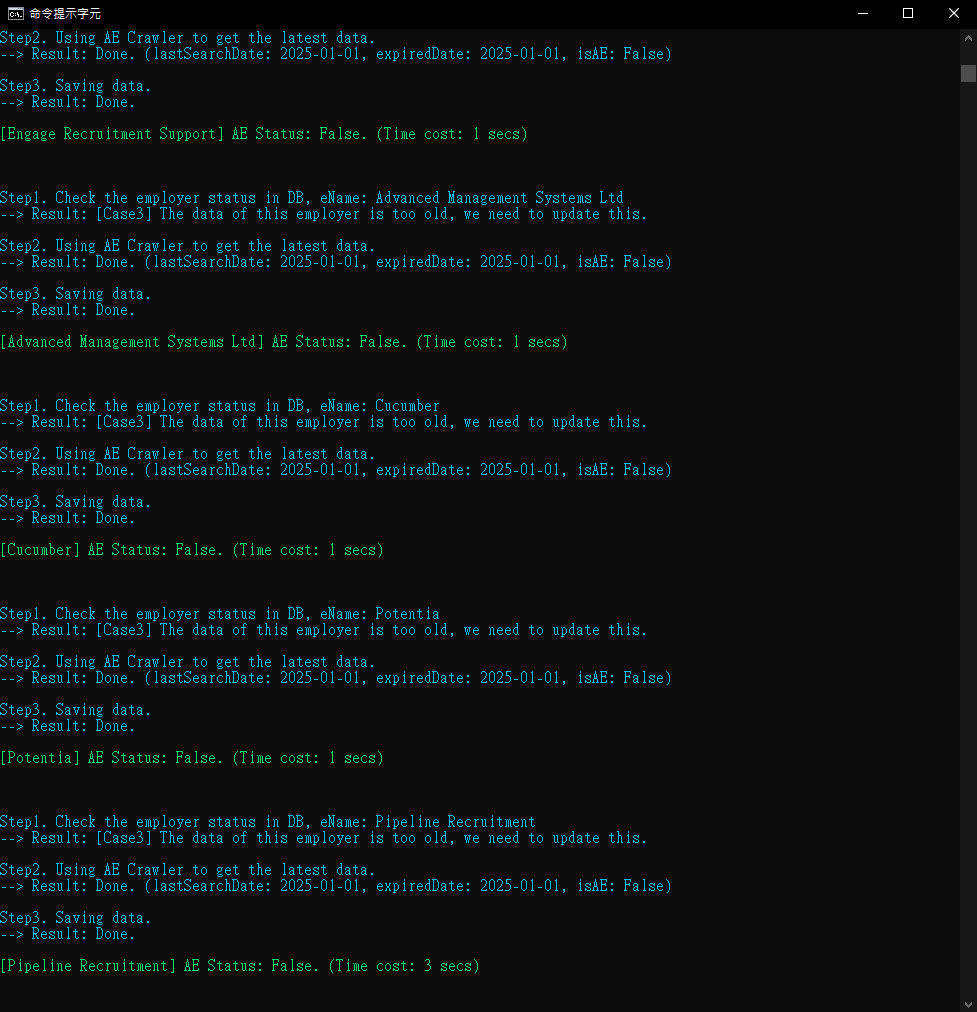 命令提示字元
Step2. Using AE Crawler to get the latest data.
--> Result: Done. (lastSearchDate: 2025-01-01, expiredDate: 2025-01-01, isAE: False)
Step3. Saving data.
--> Result: Done.
[Engage Recruitment Support] AE Status: False. (Time cost: 1 secs)
Step1. Check the employer status in DB, eName: Advanced Management Systems Ltd
--> Result: [Case3] The data of this employer is too old, we need to update this.
Step2. Using AE Crawler to get the latest data.
--> Result: Done. (lastSearchDate: 2025-01-01, expiredDate: 2025-01-01, isAE: False)
Step3. Saving data.
--> Result: Done.
[Advanced Management Systems Ltd] AE Status: False. (Time cost: 1 secs)
Step1. Check the employer status in DB, eName: Cucumber
--> Result: [Case3] The data of this employer is too old, we need to update this.
Step2. Using AE Crawler to get the latest data.
--> Result: Done. (lastSearchDate: 2025-01-01, expiredDate: 2025-01-01, isAE: False)
Step3. Saving data.
--> Result: Done.
[Cucumber] AE Status: False. (Time cost: 1 secs)
Step1. Check the employer status in DB, eName: Potentia
--> Result: [Case3] The data of this employer is too old, we need to update this.
Step2. Using AE Crawler to get the latest data.
--> Result: Done. (lastSearchDate: 2025-01-01, expiredDate: 2025-01-01, isAE: False)
Step3. Saving data.
--> Result: Done.
[Potentia] AE Status: False. (Time cost: 1 secs)
Step1. Check the employer status in DB, eName: Pipeline Recruitment
--> Result: [Case3] The data of this employer is too old, we need to update this.
Step2. Using AE Crawler to get the latest data.
--> Result: Done. (lastSearchDate: 2025-01-01, expiredDate: 2025-01-01, isAE: False)
Step3. Saving data.
--> Result: Done.
[Pipeline Recruitment] AE Status: False. (Time cost: 3 secs)